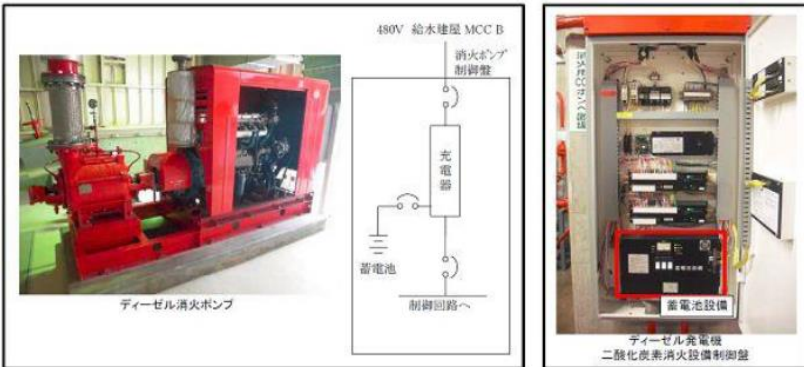 480V 給水建屋 MCC B
消火ポンプ
制御盤
充電器
蓄電池
制御回路へ
ディーゼル消火ポンプ
蓄電池設備
ディーゼル発電機
二酸化炭素消火設備制御盤